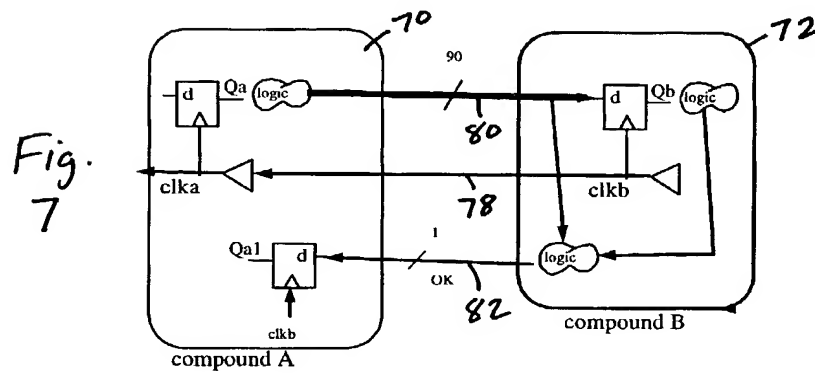 70
72
90
d
Qa
logic
80
d
Qb
logic
Fig.
7
clka
78
clkb
1
Qa1
d
OK
82
logic
clkb
compound A
compound B